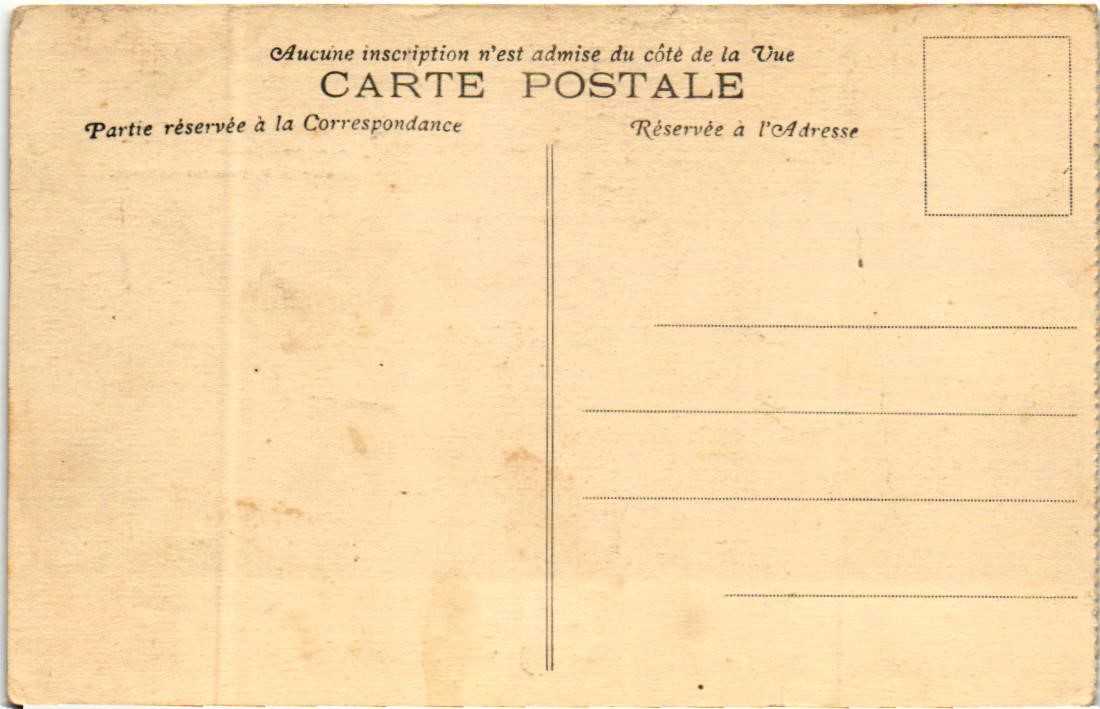 Aucune inscription n'est admise du côté de la Vue
CARTE POSTALE
Partie réservée à la Correspondance
Réservée à l'Adresse